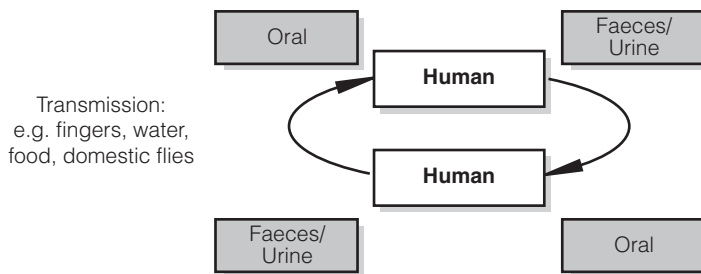 Oral
Faeces/
Urine
Human
Transmission:
e.g. fingers, water,
food, domestic flies
Human
Faeces/
Urine
Oral